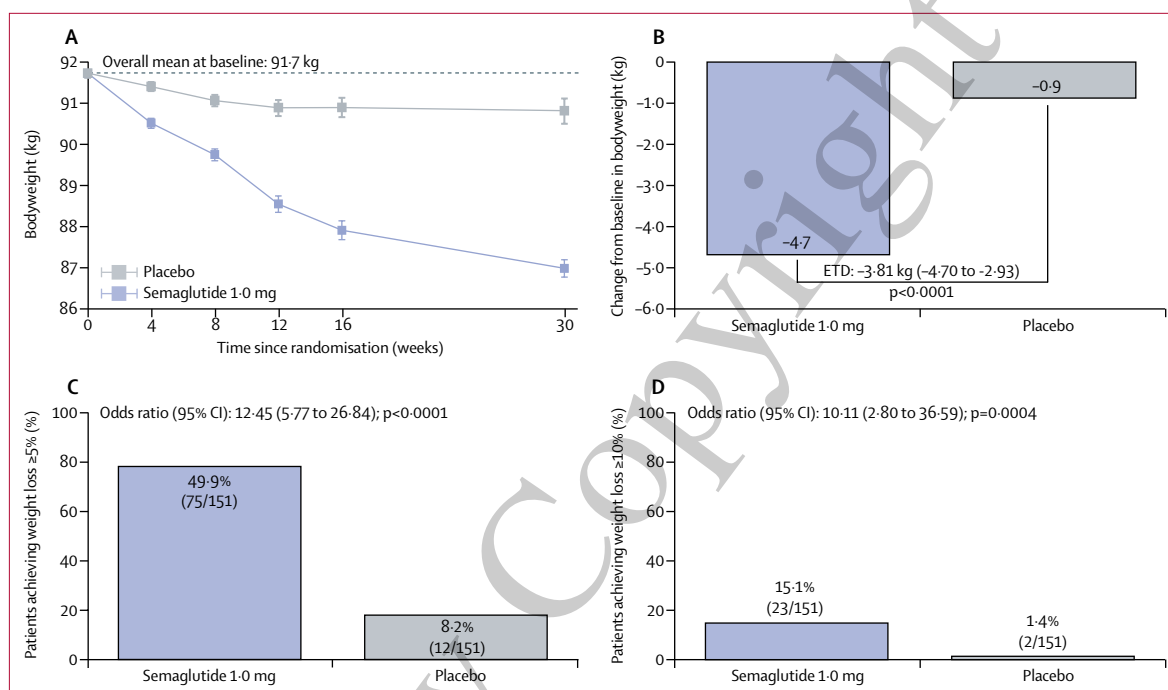 A
Overall mean at baseline: 91·7 kg
92
91
90
89
88
87
86
Bodyweight (kg)
Placebo
Semaglutide 1·0 mg
0
4
8
12
16
30
Time since randomisation (weeks)
B
0
–1·0
–2·0
–3·0
–4·0
–5·0
–6·0
Change from baseline in bodyweight (kg)
–0·9
–4·7
ETD: –3·81 kg (–4·70 to -2·93)
p<0·0001
Semaglutide 1·0 mg
Placebo
C
Odds ratio (95% CI): 12·45 (5·77 to 26·84); p<0·0001
100
80
60
40
20
0
Patients achieving weight loss ≥5% (%)
49·9%
(75/151)
8·2%
(12/151)
Semaglutide 1·0 mg
Placebo
D
Odds ratio (95% CI): 10·11 (2·80 to 36·59); p=0·0004
100
80
60
40
20
0
Patients achieving weight loss ≥10% (%)
15·1%
(23/151)
1·4%
(2/151)
Semaglutide 1·0 mg
Placebo
Copyright